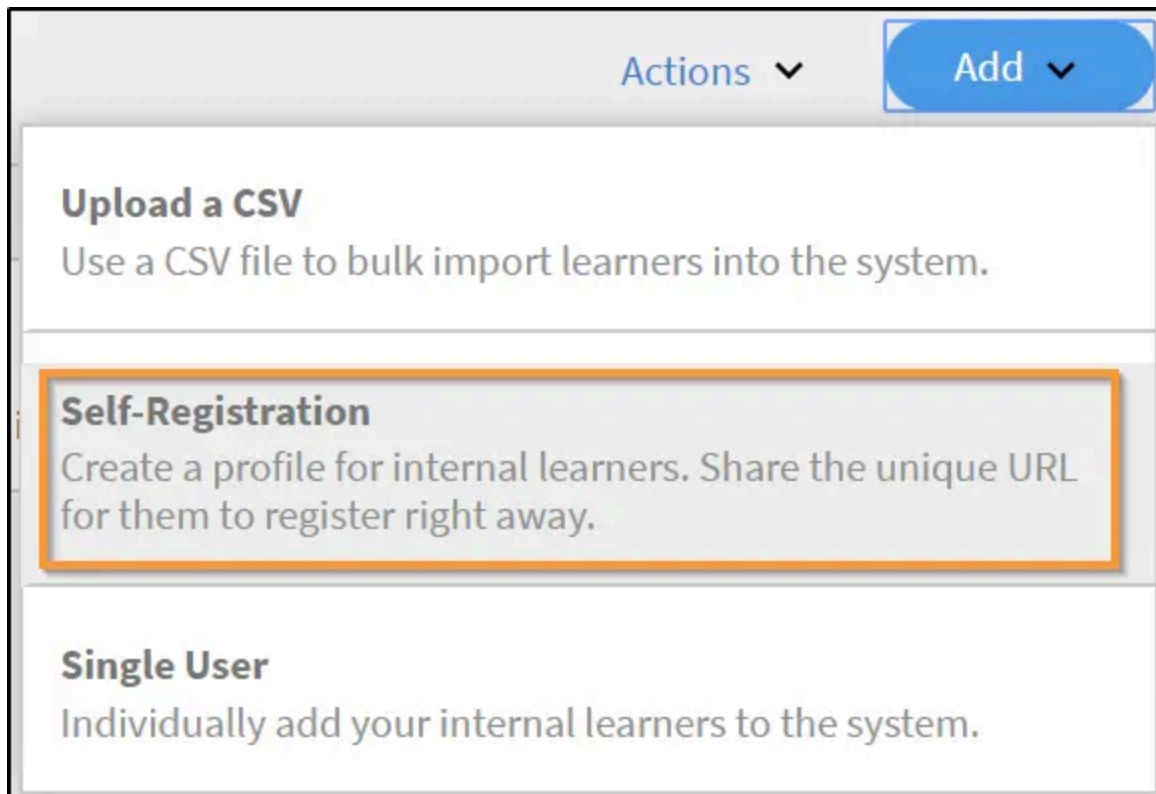 Actions
Add
Upload a CSV
Use a CSV file to bulk import learners into the system.
Self-Registration
Create a profile for internal learners. Share the unique URL
for them to register right away.
Single User
Individually add your internal learners to the system.